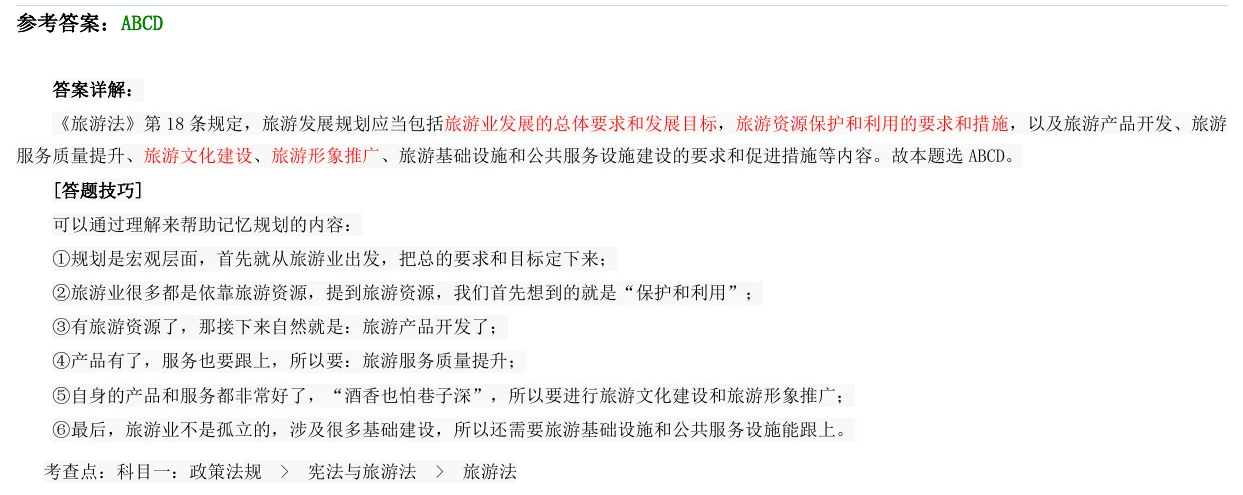 参考答案：ABCD
答案详解：
《旅游法》第 18 条规定，旅游发展规划应当包括旅游业发展的总体要求和发展目标，旅游资源保护和利用的要求和措施，以及旅游产品开发、旅游
服务质量提升、旅游文化建设、旅游形象推广、旅游基础设施和公共服务设施建设的要求和促进措施等内容。故本题选 ABCD。
[答题技巧]
可以通过理解来帮助记忆规划的内容：
①规划是宏观层面，首先就从旅游业出发，把总的要求和目标定下来；
②旅游业很多都是依靠旅游资源，提到旅游资源，我们首先想到的就是“保护和利用”；
③有旅游资源了，那接下来自然就是：旅游产品开发了；
④产品有了，服务也要跟上，所以要：旅游服务质量提升；
⑤自身的产品和服务都非常好了，“酒香也怕巷子深”，所以要进行旅游文化建设和旅游形象推广；
⑥最后，旅游业不是孤立的，涉及很多基础建设，所以还需要旅游基础设施和公共服务设施能跟上。
考查点：科目一：政策法规 > 宪法与旅游法 > 旅游法